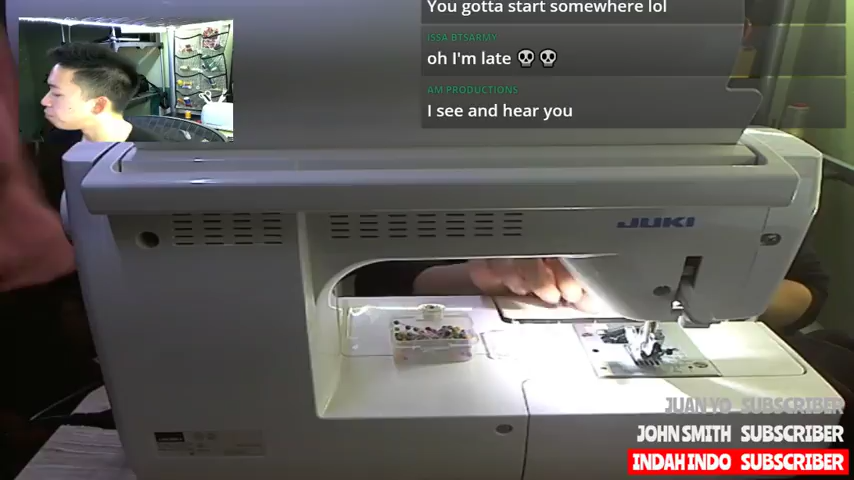 You gotta start somewhere lol
ISSA BTSARMY
oh I'm late 💀💀
AM PRODUCTIONS
I see and hear you
JUKI
JUAN YO SUBSCRIBER
JOHN SMITH SUBSCRIBER
INDAH INDO SUBSCRIBER